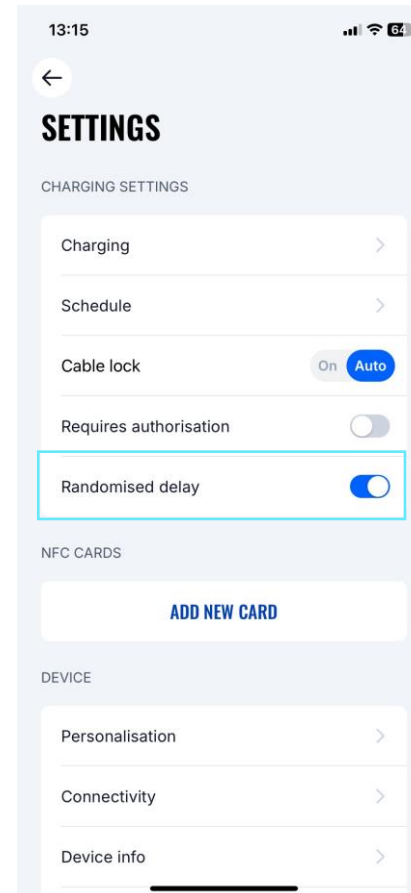 13:15
64
SETTINGS
CHARGING SETTINGS
Charging
Schedule
Cable lock
On Auto
Requires authorisation
Randomised delay
NFC CARDS
ADD NEW CARD
DEVICE
Personalisation
Connectivity
Device info